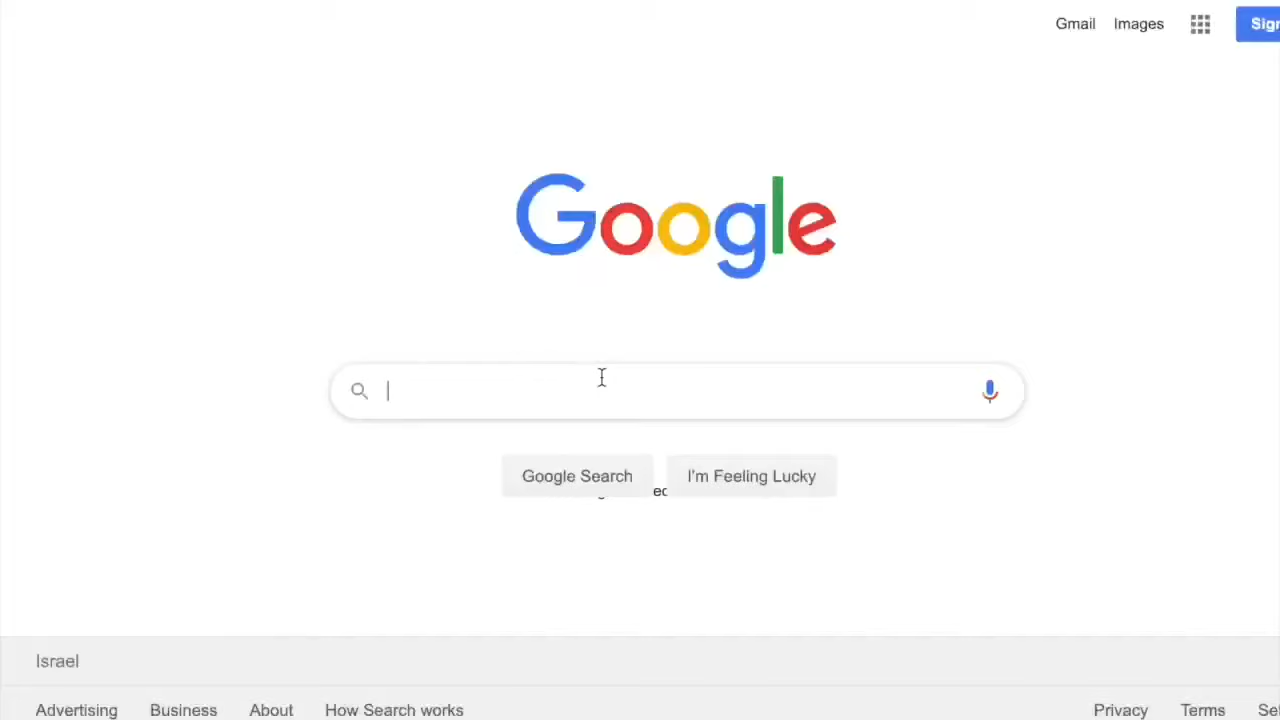 Gmail Images
Google
Google Search I'm Feeling Lucky
Israel
Advertising Business About How Search works Privacy Terms